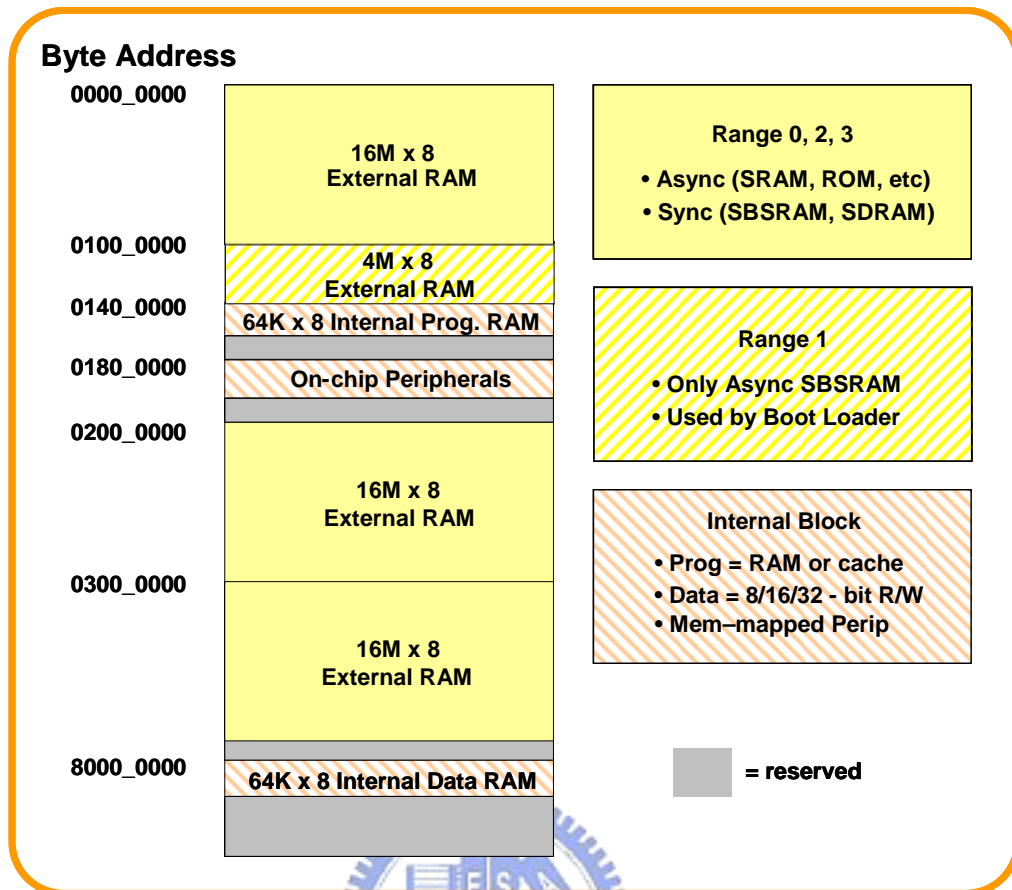 Byte Address
0000_0000
16M x 8
External RAM
0100_0000
4M x 8
External RAM
0140_0000
64K x 8 Internal Prog. RAM
0180_0000
On-chip Peripherals
0200_0000
16M x 8
External RAM
0300_0000
16M x 8
External RAM
8000_0000
64K x 8 Internal Data RAM
Range 0, 2, 3
• Async (SRAM, ROM, etc)
• Sync (SBSRAM, SDRAM)
Range 1
• Only Async SBSRAM
• Used by Boot Loader
Internal Block
• Prog = RAM or cache
• Data = 8/16/32 - bit R/W
• Mem–mapped Perip
= reserved